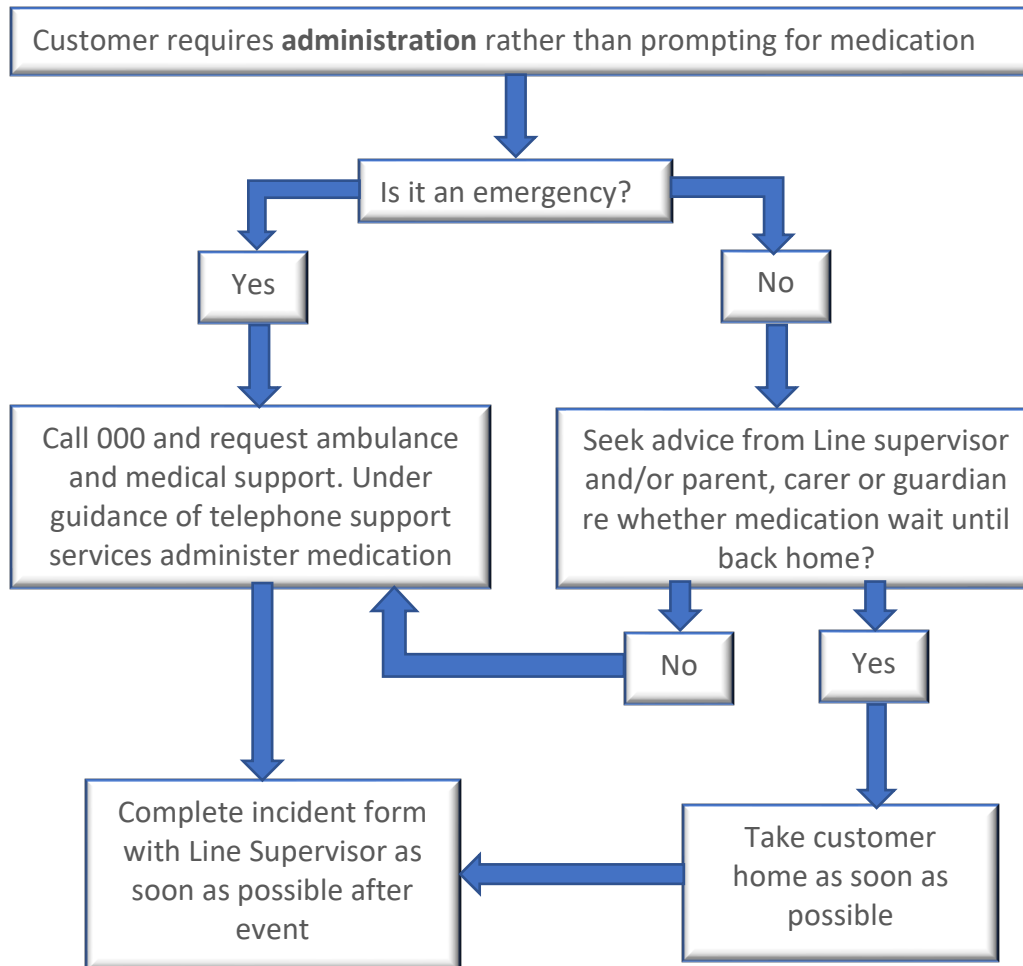 Customer requires administration rather than prompting for medication
Is it an emergency?
Yes
No
Call 000 and request ambulance
and medical support. Under
guidance of telephone support
services administer medication
Seek advice from Line supervisor
and/or parent, carer or guardian
re whether medication wait until
back home?
No
Yes
Complete incident form
with Line Supervisor as
soon as possible after
event
Take customer
home as soon as
possible